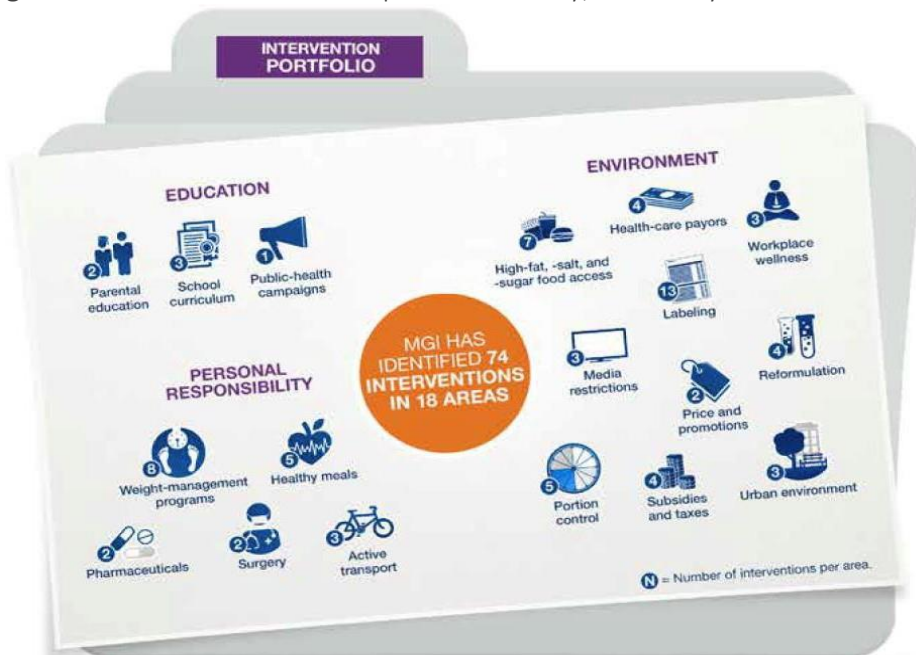 INTERVENTION
PORTFOLIO
EDUCATION
2
Parental
education
3
School
curriculum
1
Public-health
campaigns
PERSONAL
RESPONSIBILITY
8
Weight-management
programs
5
Healthy meals
2
Pharmaceuticals
2
Surgery
3
Active
transport
MGI HAS
IDENTIFIED 74
INTERVENTIONS
IN 18 AREAS
ENVIRONMENT
7
High-fat, -salt, and
-sugar food access
4
Health-care payors
3
Workplace
wellness
13
Labeling
3
Media
restrictions
2
Price and
promotions
4
Reformulation
5
Portion
control
4
Subsidies
and taxes
3
Urban environment
N = Number of interventions per area.